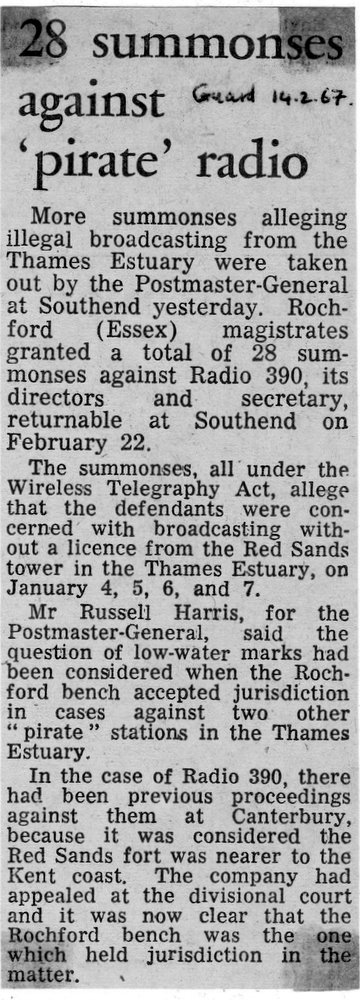 28 summonses
against Guard 14.2.67.
'pirate' radio
More summonses alleging
illegal broadcasting from the
Thames Estuary were taken
out by the Postmaster-General
at Southend yesterday. Roch-
ford (Essex) magistrates
granted a total of 28 sum-
monses against Radio 390, its
directors and secretary,
returnable at Southend on
February 22.
The summonses, all under the
Wireless Telegraphy Act, allege
that the defendants were con-
cerned with broadcasting with-
out a licence from the Red Sands
tower in the Thames Estuary, on
January 4, 5, 6, and 7.
Mr Russell Harris, for the
Postmaster-General, said the
question of low-water marks had
been considered when the Roch-
ford bench accepted jurisdiction
in cases against two other
"pirate" stations in the Thames
Estuary.
In the case of Radio 390, there
had been previous proceedings
against them at Canterbury,
because it was considered the
Red Sands fort was nearer to the
Kent coast. The company had
appealed at the divisional court
and it was now clear that the
Rochford bench was the one
which held jurisdiction in the
matter.